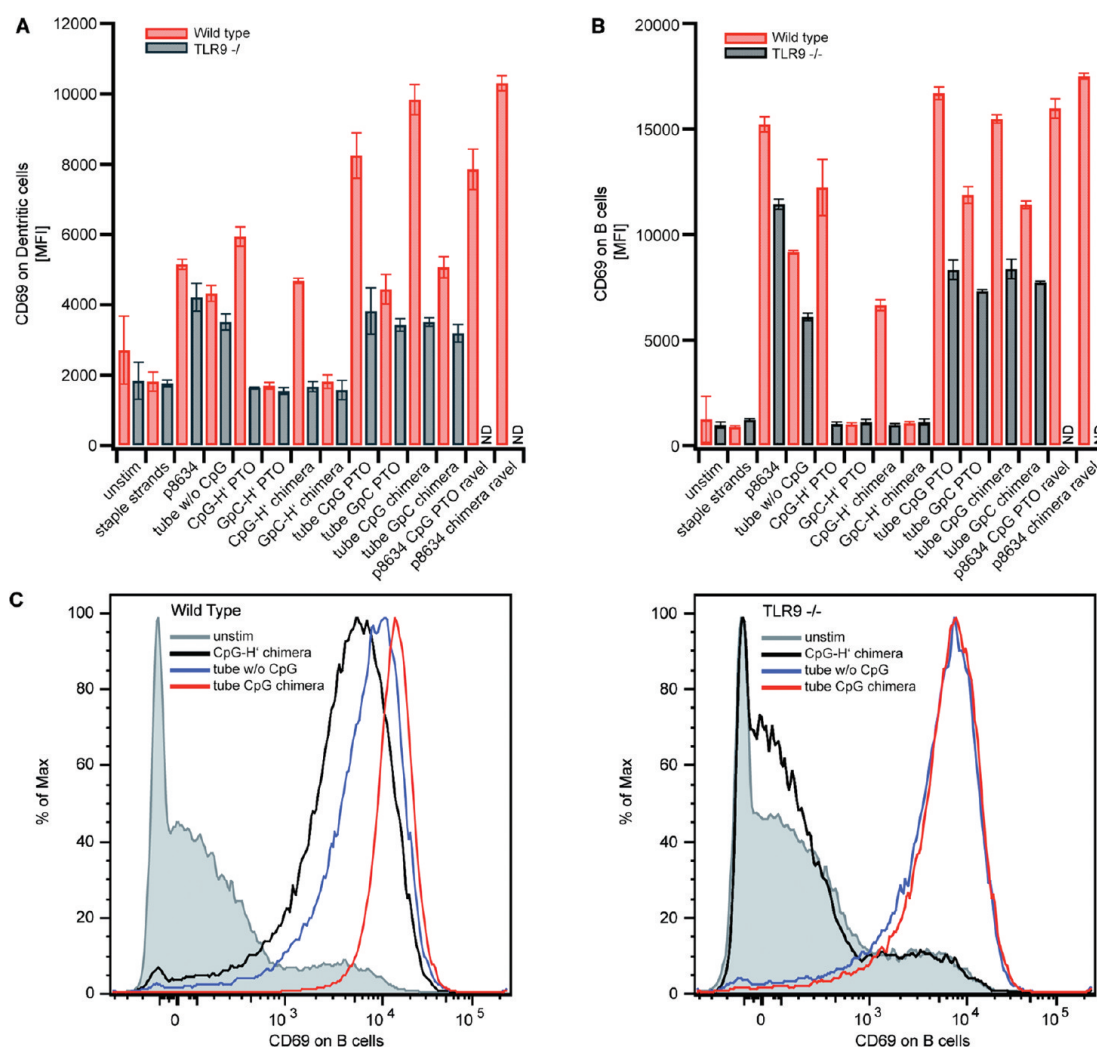 A
12000
10000
8000
6000
4000
2000
0
CD69 on Dentritic cells
[MFI]
Wild type
TLR9 -/
ND
ND
unstim
staple strands
p8634
tube w/o CpG
CpG-H' PTO
GpC-H' PTO
CpG-H' chimera
GpC-H' chimera
tube CpG PTO
tube GpC PTO
tube CpG chimera
tube GpC chimera
p8634 CpG PTO ravel
p8634 chimera ravel
B
20000
15000
10000
5000
0
CD69 on B cells
[MFI]
Wild type
TLR9 -/-
ND
ND
unstim
staple strands
p8634
tube w/o CpG
CpG-H' PTO
GpC-H' PTO
CpG-H' chimera
GpC-H' chimera
tube CpG PTO
tube GpC PTO
tube CpG chimera
tube GpC chimera
p8634 CpG PTO ravel
p8634 chimera ravel
C
100
80
60
40
20
0
% of Max
Wild Type
unstim
CpG-H' chimera
tube w/o CpG
tube CpG chimera
0
10³
10⁴
10⁵
CD69 on B cells
100
80
60
40
20
0
% of Max
TLR9 -/-
unstim
CpG-H' chimera
tube w/o CpG
tube CpG chimera
0
10³
10⁴
10⁵
CD69 on B cells